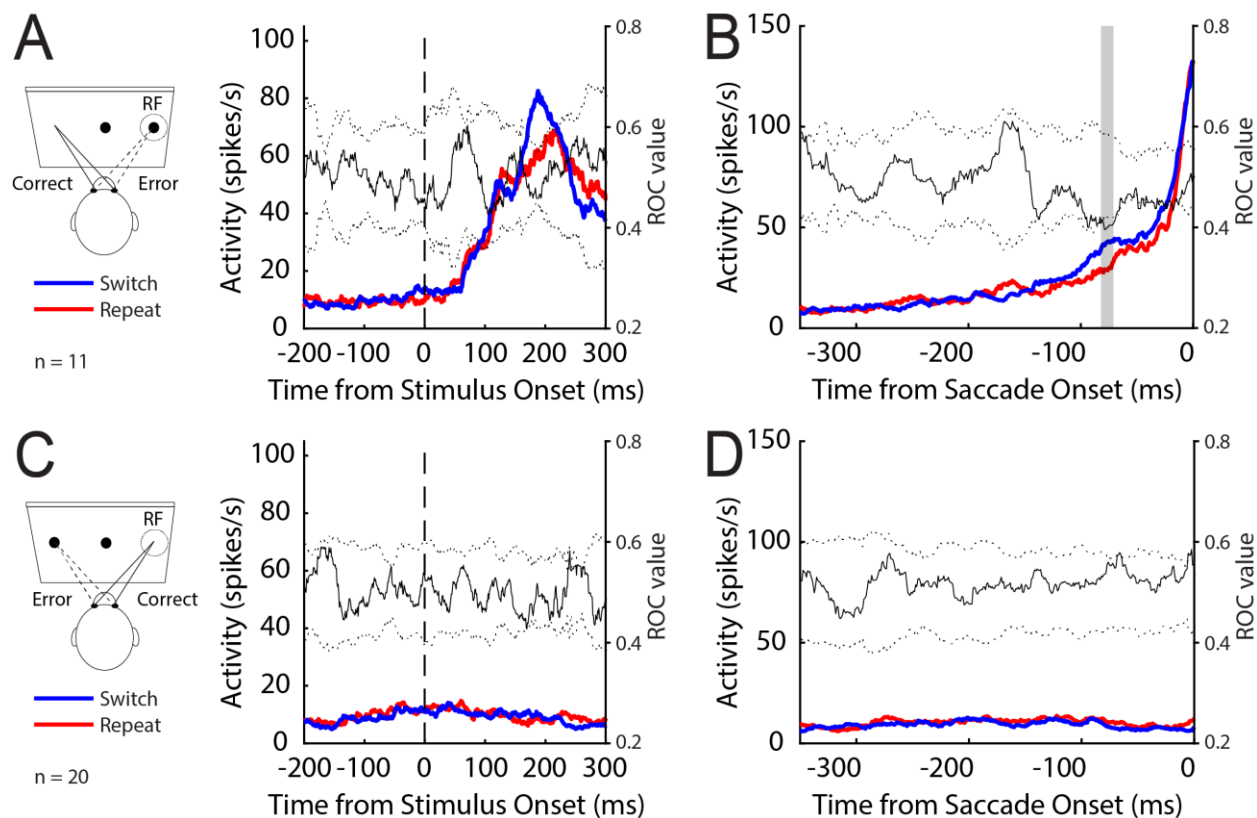 A
RF
Correct
Error
Switch
Repeat
n = 11
100
80
60
40
20
0
Activity (spikes/s)
0.8
0.6
0.4
0.2
ROC value
-200 -100 0 100 200 300
Time from Stimulus Onset (ms)
B
150
100
50
0
Activity (spikes/s)
0.8
0.6
0.4
0.2
ROC value
-300 -200 -100 0
Time from Saccade Onset (ms)
C
RF
Error
Correct
Switch
Repeat
n = 20
100
80
60
40
20
0
Activity (spikes/s)
0.8
0.6
0.4
0.2
ROC value
-200 -100 0 100 200 300
Time from Stimulus Onset (ms)
D
150
100
50
0
Activity (spikes/s)
0.8
0.6
0.4
0.2
ROC value
-300 -200 -100 0
Time from Saccade Onset (ms)